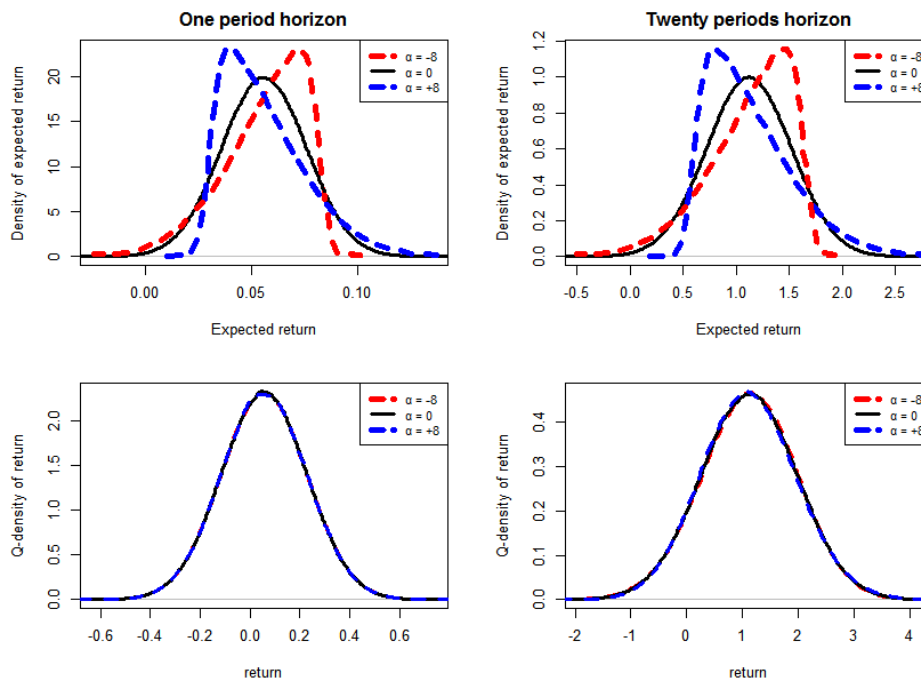 One period horizon
Density of expected return
20
15
10
5
0
α = -8
α = 0
α = +8
0.00 0.05 0.10
Expected return
Twenty periods horizon
Density of expected return
1.2
1.0
0.8
0.6
0.4
0.2
0.0
α = -8
α = 0
α = +8
-0.5 0.0 0.5 1.0 1.5 2.0 2.5
Expected return
Q-density of return
2.0
1.5
1.0
0.5
0.0
α = -8
α = 0
α = +8
-0.6 -0.4 -0.2 0.0 0.2 0.4 0.6
return
Q-density of return
0.4
0.3
0.2
0.1
0.0
α = -8
α = 0
α = +8
-2 -1 0 1 2 3 4
return